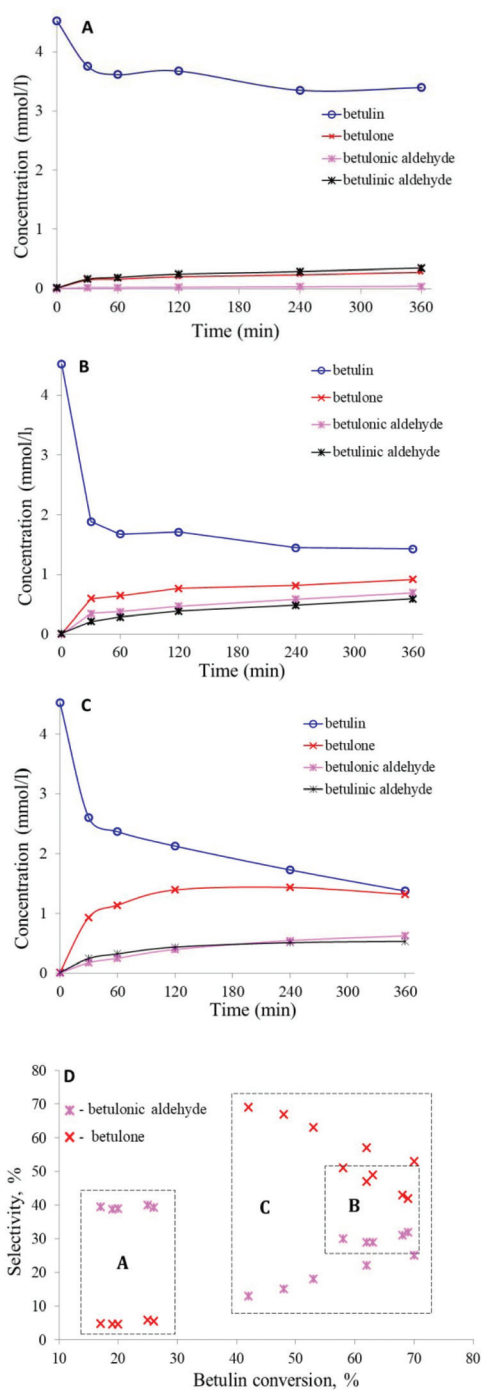 A
4
3
2
1
0
Concentration (mmol/l)
betulin
betulone
betulonic aldehyde
betulinic aldehyde
0 60 120 180 240 300 360
Time (min)
B
4
3
2
1
0
Concentration (mmol/l)
betulin
betulone
betulonic aldehyde
betulinic aldehyde
0 60 120 180 240 300 360
Time (min)
C
4
3
2
1
0
Concentration (mmol/l)
betulin
betulone
betulonic aldehyde
betulinic aldehyde
0 60 120 180 240 300 360
Time (min)
D
- betulonic aldehyde
- betulone
80
70
60
50
40
30
20
10
0
Selectivity, %
A
C
B
10 20 30 40 50 60 70 80
Betulin conversion, %